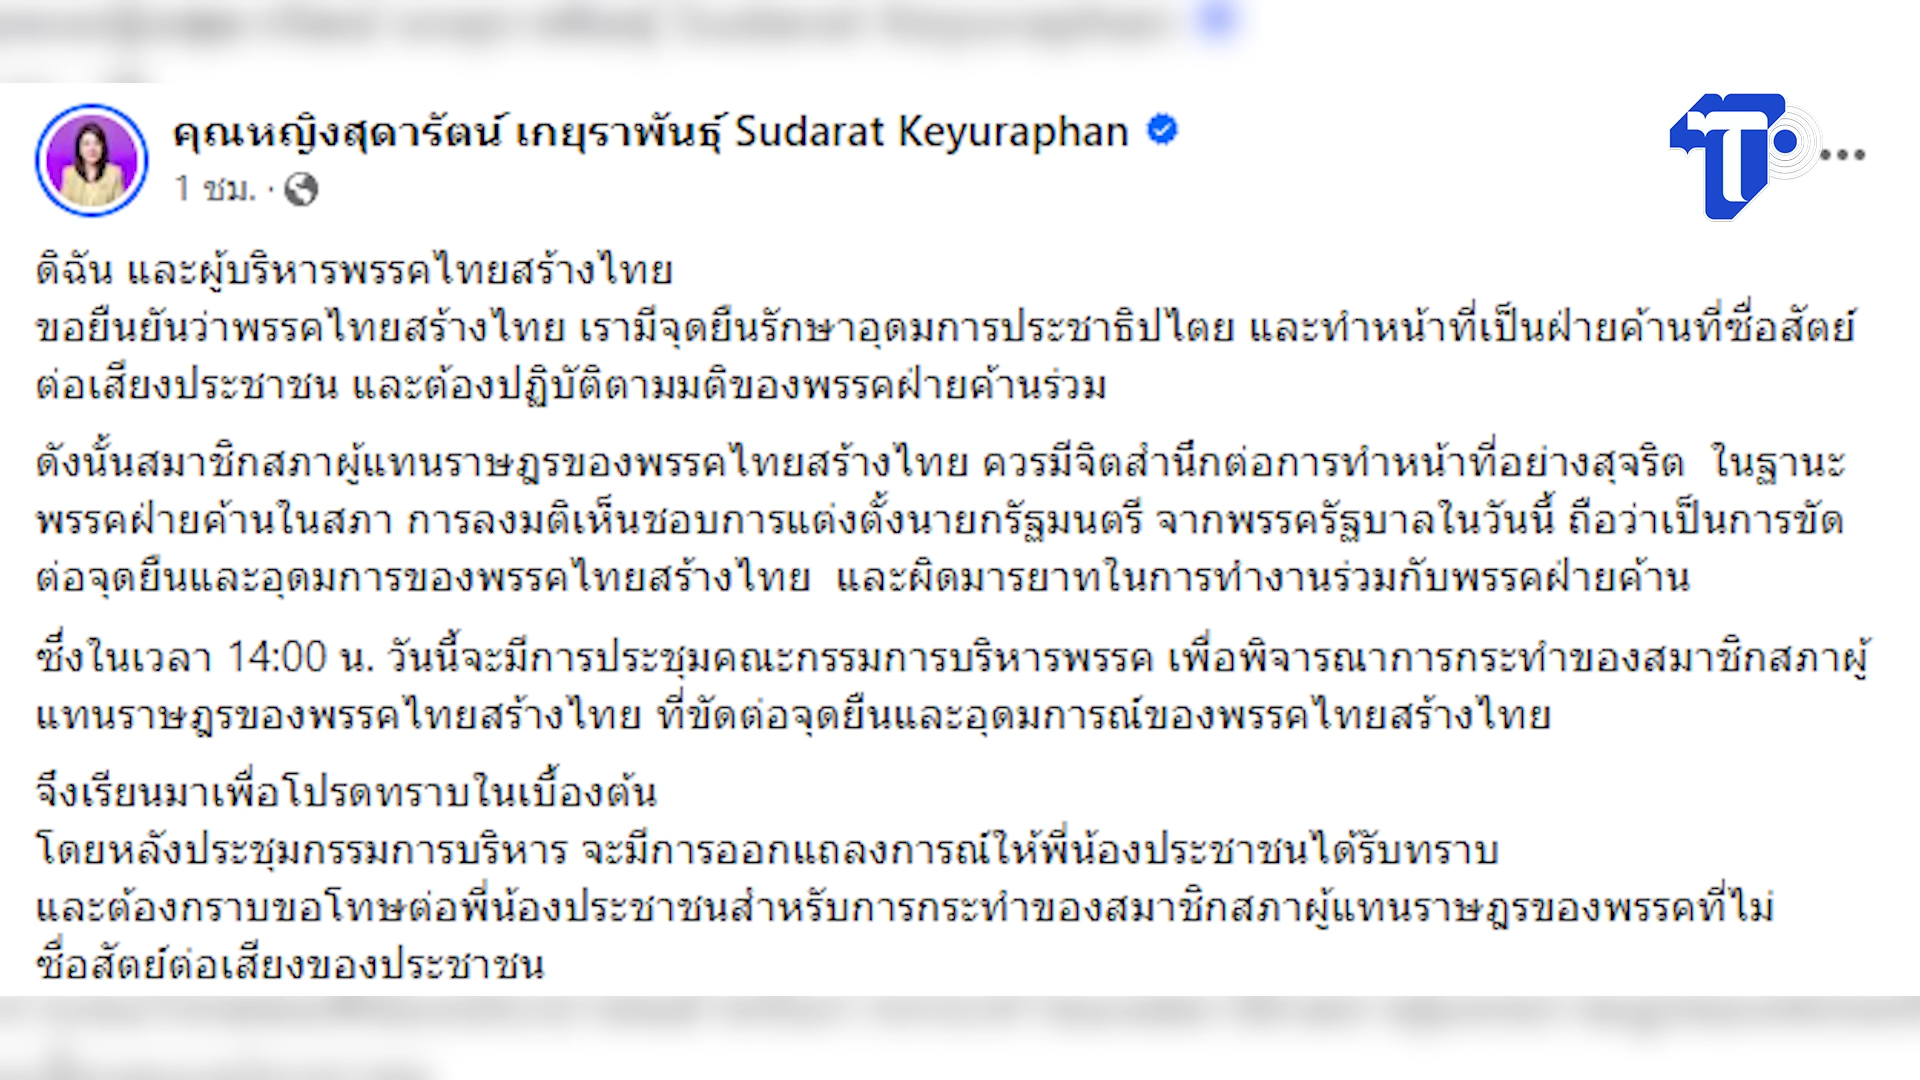 คุณหญิงสุดารัตน์ เกยุราพันธุ์ Sudarat Keyuraphan
1 ชม. ·
ดิฉัน และผู้บริหารพรรคไทยสร้างไทย
ขอยืนยันว่าพรรคไทยสร้างไทย เรามีจุดยืนรักษาอุดมการประชาธิปไตย และทำหน้าที่เป็นฝ่ายค้านที่ซื่อสัตย์
ต่อเสียงประชาชน และต้องปฏิบัติตามมติของพรรคฝ่ายค้านร่วม
ดังนั้นสมาชิกสภาผู้แทนราษฎรของพรรคไทยสร้างไทย ควรมีจิตสำนึกต่อการทำหน้าที่อย่างสุจริต  ในฐานะ
พรรคฝ่ายค้านในสภา การลงมติเห็นชอบการแต่งตั้งนายกรัฐมนตรี จากพรรครัฐบาลในวันนี้ ถือว่าเป็นการขัด
ต่อจุดยืนและอุดมการของพรรคไทยสร้างไทย  และผิดมารยาทในการทำงานร่วมกับพรรคฝ่ายค้าน
ซึ่งในเวลา 14:00 น. วันนี้จะมีการประชุมคณะกรรมการบริหารพรรค เพื่อพิจารณาการกระทำของสมาชิกสภาผู้
แทนราษฎรของพรรคไทยสร้างไทย ที่ขัดต่อจุดยืนและอุดมการณ์ของพรรคไทยสร้างไทย
จึงเรียนมาเพื่อโปรดทราบในเบื้องต้น
โดยหลังประชุมกรรมการบริหาร จะมีการออกแถลงการณ์ให้พี่น้องประชาชนได้รับทราบ
และต้องกราบขอโทษต่อพี่น้องประชาชนสำหรับการกระทำของสมาชิกสภาผู้แทนราษฎรของพรรคที่ไม่
ซื่อสัตย์ต่อเสียงของประชาชน